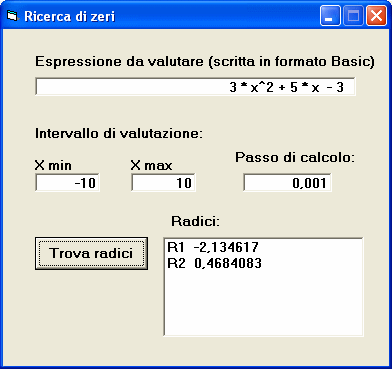 Ricerca di zeri
Espressione da valutare (scritta in formato Basic)
3 * x^2 + 5 * x - 3
Intervallo di valutazione:
X min X max Passo di calcolo:
-10 10 0,001
Radici:
Trova radici
R1 -2,134617
R2 0,4684083